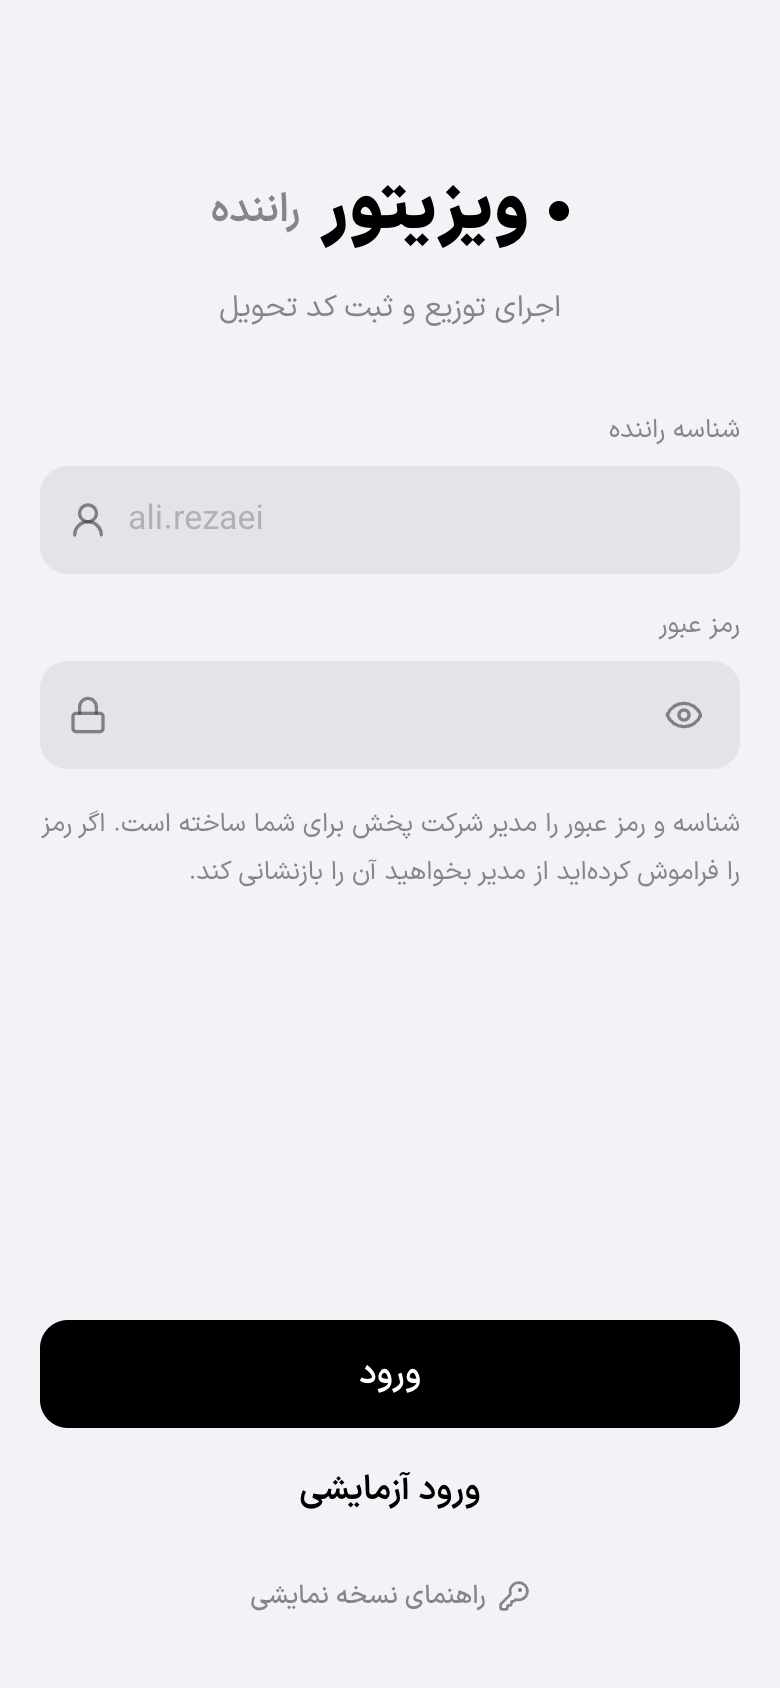 • ویزیتور راننده
اجرای توزیع و ثبت کد تحویل
شناسه راننده
ali.rezaei
رمز عبور
شناسه و رمز عبور را مدیر شرکت پخش برای شما ساخته است. اگر رمز
را فراموش کرده‌اید از مدیر بخواهید آن را بازنشانی کند.
ورود
ورود آزمایشی
راهنمای نسخه نمایشی